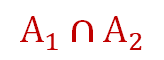 A₁ ∩ A₂